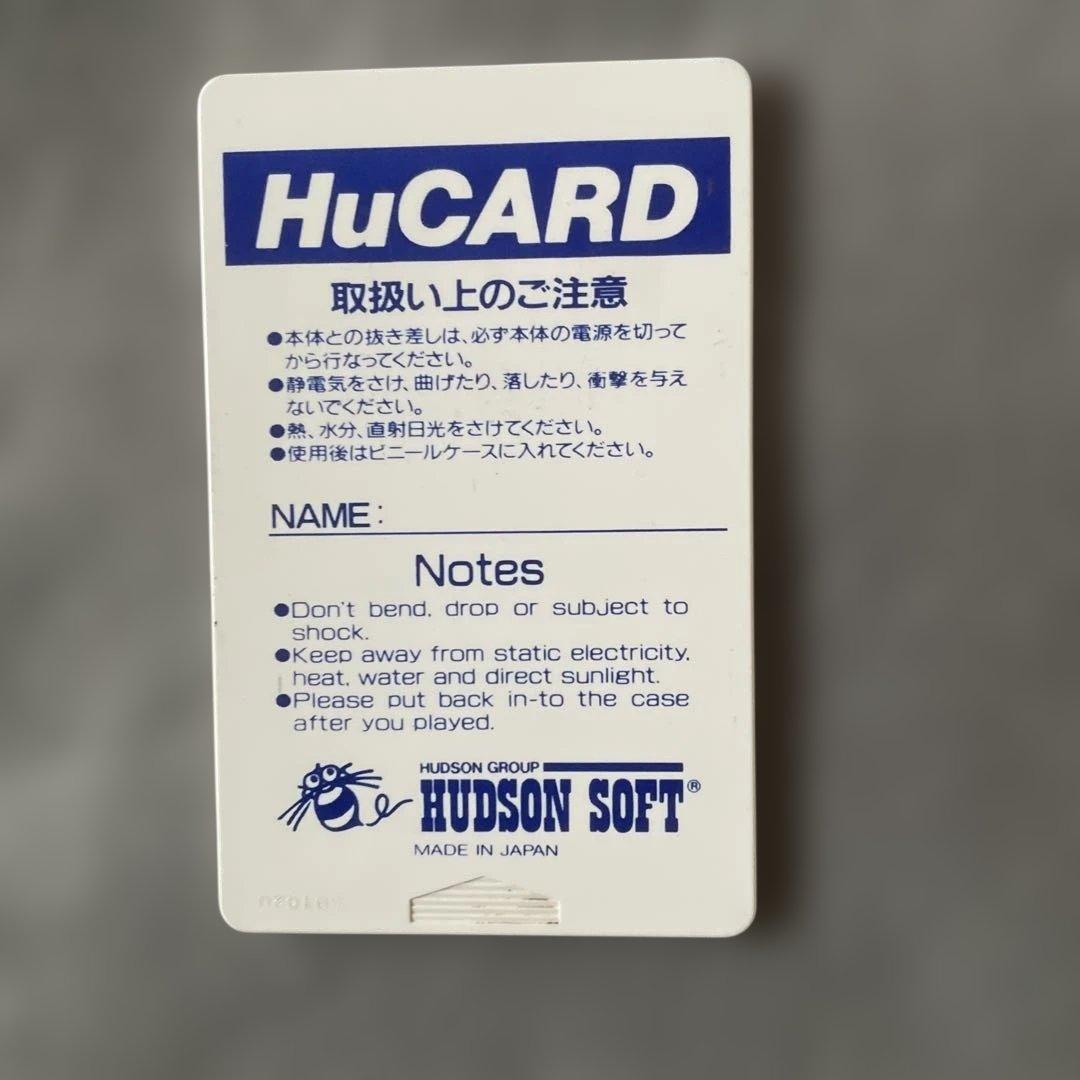 HuCARD
取扱い上のご注意
●本体との抜き差しは、必ず本体の電源を切って
から行なってください。
●静電気をさけ、曲げたり、落したり、衝撃を与え
ないでください。
●熱、水分、直射日光をさけてください。
●使用後はビニールケースに入れてください。
NAME:
Notes
●Don't bend, drop or subject to
shock.
●Keep away from static electricity,
heat, water and direct sunlight.
●Please put back in-to the case
after you played.
HUDSON GROUP
HUDSON SOFT®
MADE IN JAPAN